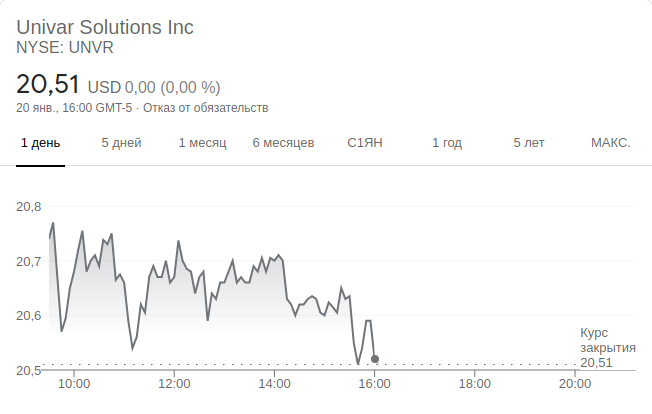 Univar Solutions Inc
NYSE: UNVR
20,51 USD 0,00 (0,00 %)
20 янв., 16:00 GMT-5 · Отказ от обязательств
1 день 5 дней 1 месяц 6 месяцев С1ЯН 1 год 5 лет МАКС.
20,8
20,7
20,6
Курс
закрытия
20,51
20,5
10:00 12:00 14:00 16:00 18:00 20:00